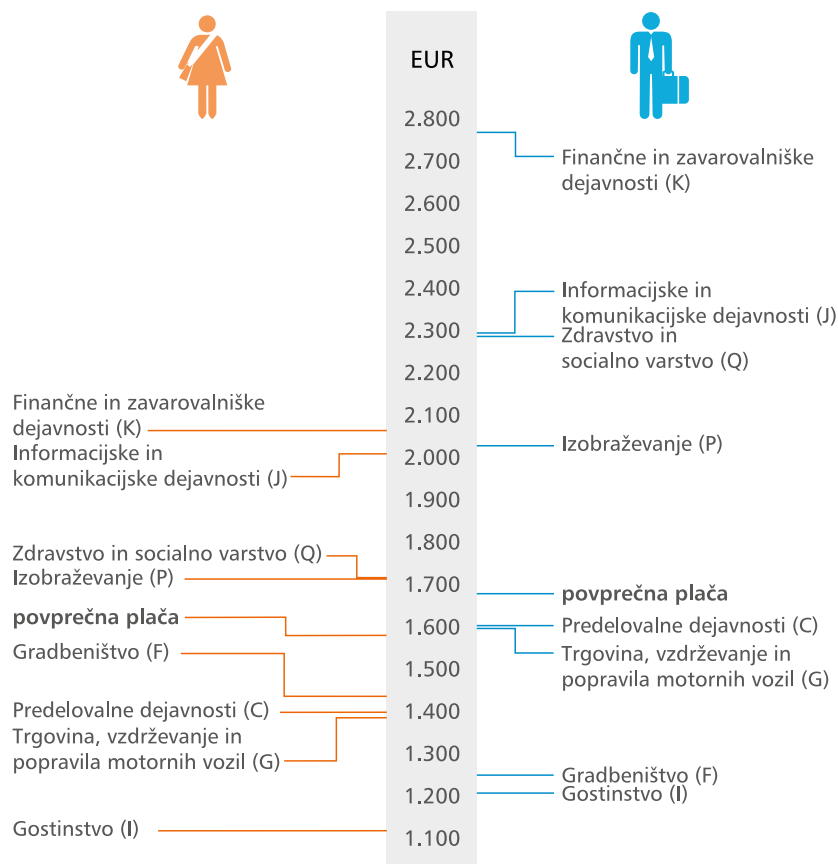 EUR
2.800
2.700
2.600
2.500
2.400
2.300
2.200
2.100
2.000
1.900
1.800
1.700
1.600
1.500
1.400
1.300
1.200
1.100
Finančne in zavarovalniške
dejavnosti (K)
Informacijske in
komunikacijske dejavnosti (J)
Zdravstvo in socialno varstvo (Q)
Izobraževanje (P)
povprečna plača
Gradbeništvo (F)
Predelovalne dejavnosti (C)
Trgovina, vzdrževanje in
popravila motornih vozil (G)
Gostinstvo (I)
Finančne in zavarovalniške
dejavnosti (K)
Informacijske in
komunikacijske dejavnosti (J)
Zdravstvo in
socialno varstvo (Q)
Izobraževanje (P)
povprečna plača
Predelovalne dejavnosti (C)
Trgovina, vzdrževanje in
popravila motornih vozil (G)
Gradbeništvo (F)
Gostinstvo (I)